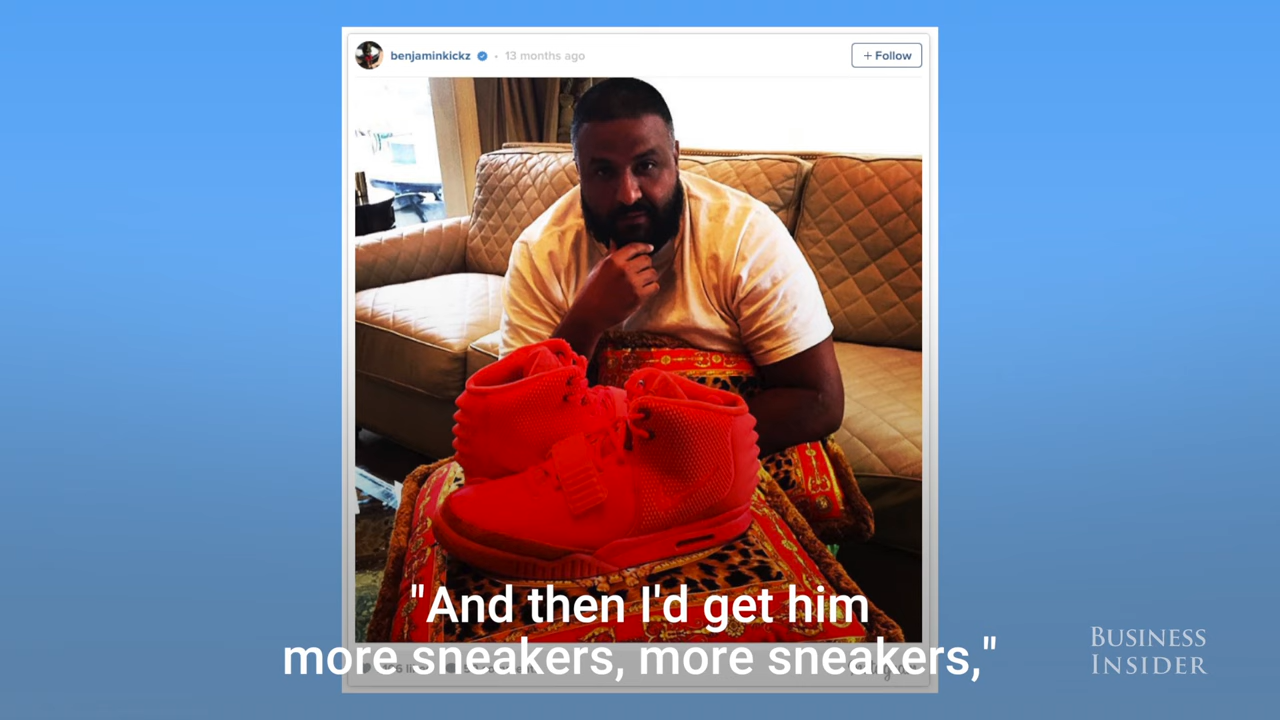 benjaminkickz • 13 months ago
+ Follow
"And then I'd get him
more sneakers, more sneakers,"
BUSINESS
INSIDER